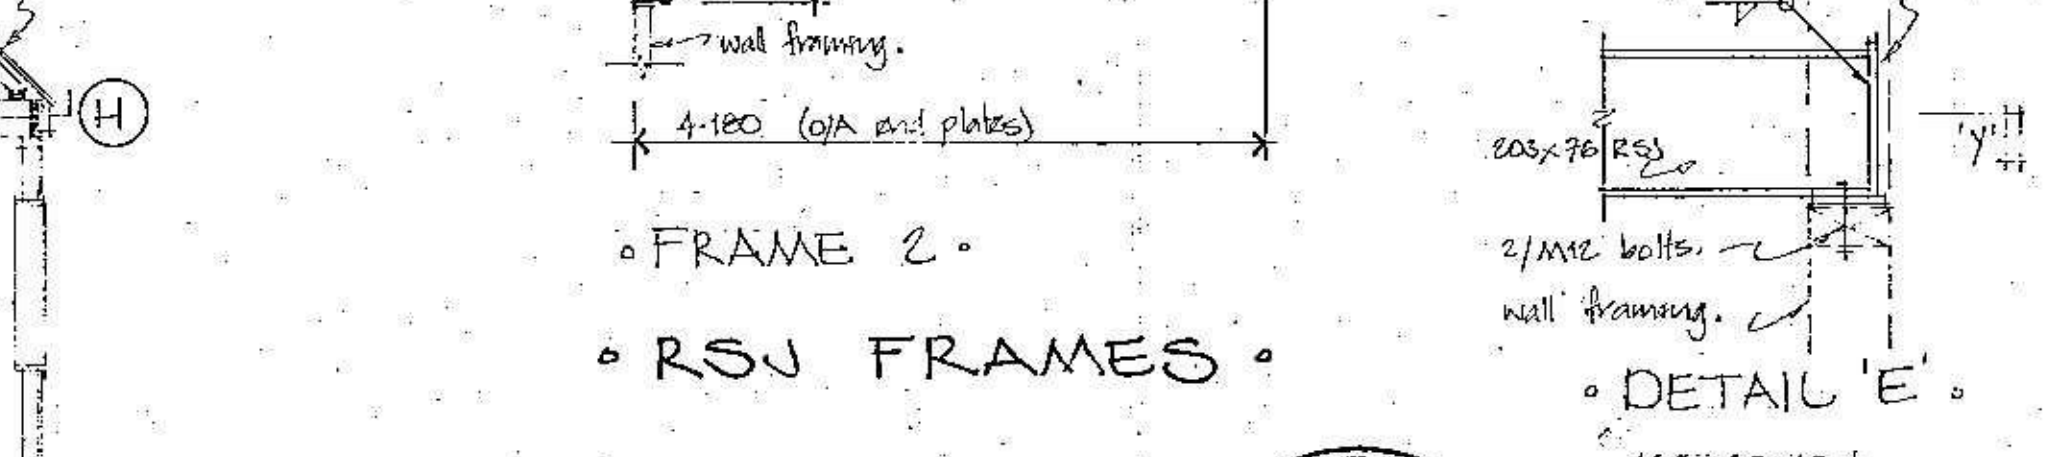 wall framing.
H
4.180 (O/A end plates)
203x76 RSJ
'Y'
FRAME 2
2/M12 bolts.
wall framing.
RSJ FRAMES
DETAIL 'E'